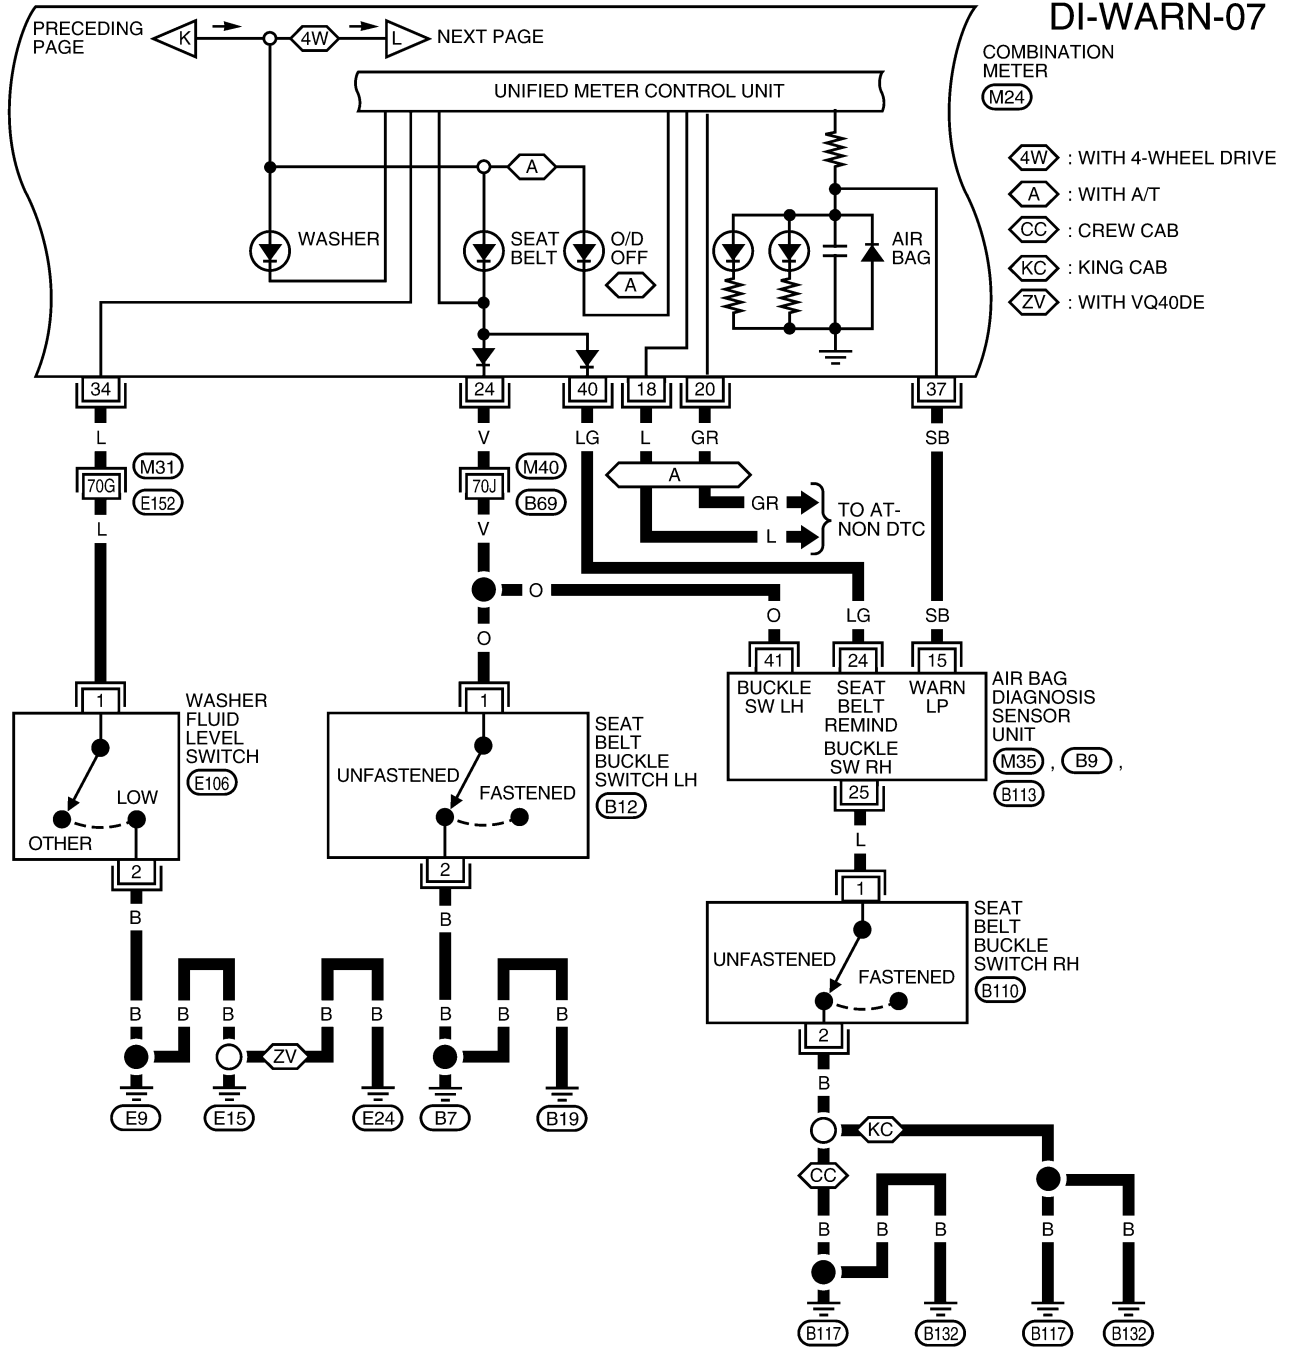 DI-WARN-07
PRECEDING
PAGE
K
4W
L
NEXT PAGE
COMBINATION
METER
M24
UNIFIED METER CONTROL UNIT
4W : WITH 4-WHEEL DRIVE
A : WITH A/T
CC : CREW CAB
KC : KING CAB
ZV : WITH VQ40DE
A
WASHER
SEAT
BELT
O/D
OFF
A
AIR
BAG
34
24
40
18
20
37
L
V
LG
L
GR
SB
70G
M31
E152
70J
M40
B69
A
GR
L
TO AT-
NON DTC
L
V
O
O
O
LG
SB
1
WASHER
FLUID
LEVEL
SWITCH
E106
LOW
OTHER
2
1
SEAT
BELT
BUCKLE
SWITCH LH
B12
UNFASTENED
FASTENED
2
41
24
15
BUCKLE
SW LH
SEAT
BELT
REMIND
WARN
LP
BUCKLE
SW RH
25
AIR BAG
DIAGNOSIS
SENSOR
UNIT
M35 , B9 ,
B113
L
1
SEAT
BELT
BUCKLE
SWITCH RH
B110
UNFASTENED
FASTENED
2
B
B
B
B
B
B
B
B
B
B
ZV
E9
E15
E24
B7
B19
B
KC
CC
B
B
B
B
B
B117
B132
B117
B132